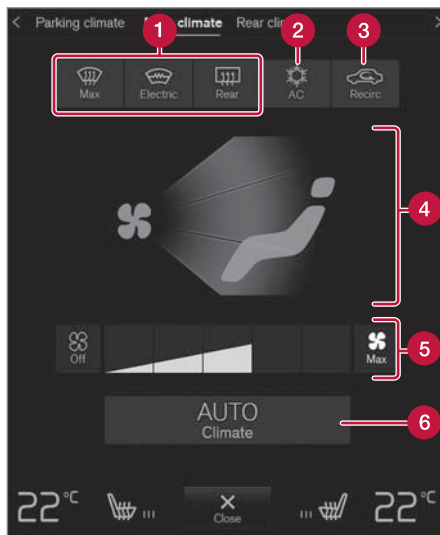 Parking climate climate Rear
1 2 3
Max Electric Rear AC Recirc
4
Off Max 5
AUTO 6
Climate
22°C 22°C
Close